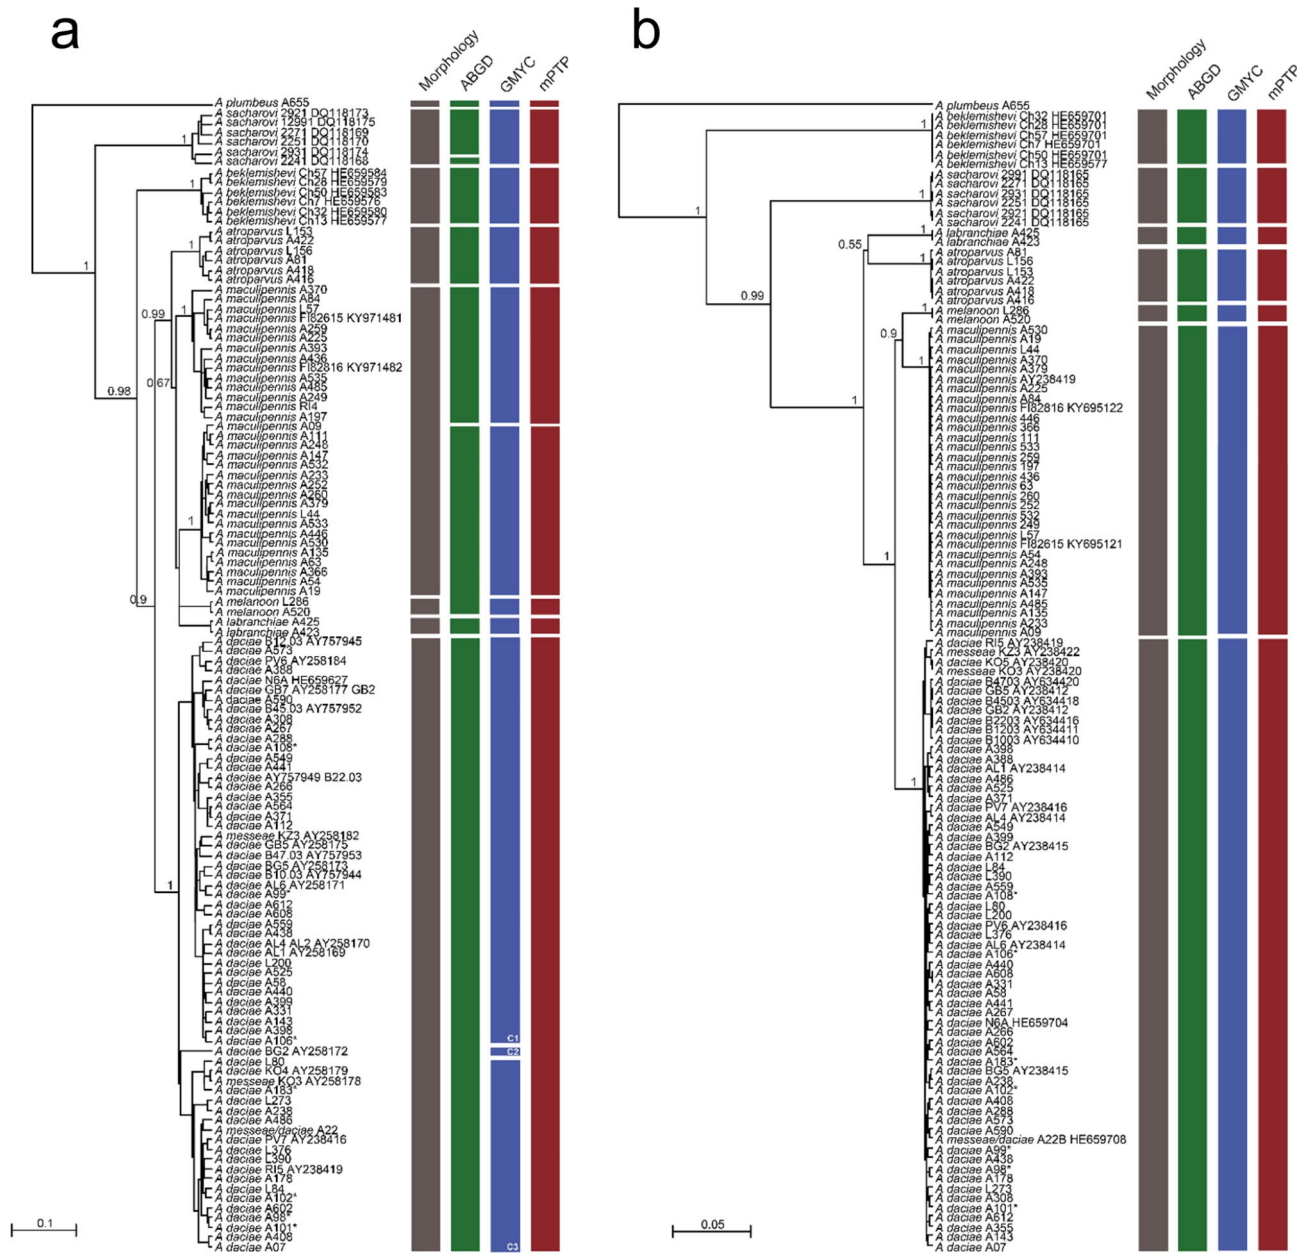 a
Morphology
ABGD
GMYC
mPTP
A plumbeus A655
A sacharovi 2921 DQ118173
A sacharovi 12991 DQ118175
A sacharovi 2271 DQ118169
A sacharovi 2251 DQ118170
A sacharovi 2931 DQ118174
A sacharovi 2241 DQ118168
A beklemishevi Ch57 HE659584
A beklemishevi Ch28 HE659579
A beklemishevi Ch50 HE659583
A beklemishevi Ch7 HE659576
A beklemishevi Ch32 HE659580
A beklemishevi Ch13 HE659577
A atroparvus L153
A atroparvus A422
A atroparvus L156
A atroparvus A81
A atroparvus A418
A atroparvus A416
A maculipennis A370
A maculipennis A84
A maculipennis L57
A maculipennis FI82615 KY971481
A maculipennis A259
A maculipennis A225
A maculipennis A393
A maculipennis A436
A maculipennis FI82816 KY971482
A maculipennis A535
A maculipennis A485
A maculipennis A249
A maculipennis RI4
A maculipennis A197
A maculipennis A09
A maculipennis A111
A maculipennis A248
A maculipennis A147
A maculipennis A532
A maculipennis A233
A maculipennis A252
A maculipennis A260
A maculipennis A379
A maculipennis L44
A maculipennis A533
A maculipennis A446
A maculipennis A530
A maculipennis A135
A maculipennis A63
A maculipennis A366
A maculipennis A54
A maculipennis A19
A melanoon L286
A melanoon A520
A labranchiae A425
A labranchiae A423
A daciae B12.03 AY757945
A daciae A573
A daciae PV6 AY258184
A daciae A388
A daciae N6A HE659627
A daciae GB7 AY258177 GB2
A daciae A590
A daciae B45.03 AY757952
A daciae A308
A daciae A267
A daciae A288
A daciae A108*
A daciae A549
A daciae A441
A daciae AY757949 B22.03
A daciae A266
A daciae A355
A daciae A564
A daciae A371
A daciae A112
A messeae KZ3 AY258182
A daciae GB5 AY258175
A daciae B47.03 AY757953
A daciae BG5 AY258173
A daciae B10.03 AY757944
A daciae AL6 AY258171
A daciae A99*
A daciae A612
A daciae A608
A daciae A559
A daciae A438
A daciae AL4 AL2 AY258170
A daciae AL1 AY258169
A daciae L200
A daciae A525
A daciae A58
A daciae A440
A daciae A399
A daciae A331
A daciae A143
A daciae A398
A daciae A106*
A daciae BG2 AY258172
A daciae L80
A daciae KO4 AY258179
A messeae KO3 AY258178
A daciae A183*
A daciae L273
A daciae A238
A daciae A486
A messeae/daciae A22
A daciae PV7 AY238416
A daciae L376
A daciae L390
A daciae RI5 AY238419
A daciae A178
A daciae L84
A daciae A102*
A daciae A602
A daciae A98*
A daciae A101*
A daciae A408
A daciae A07
1
1
1
1
0.99
1
0.98
0.67
1
0.9
1
C1
C2
C3
0.1
b
Morphology
ABGD
GMYC
mPTP
A plumbeus A655
A beklemishevi Ch32 HE659701
A beklemishevi Ch28 HE659701
A beklemishevi Ch57 HE659701
A beklemishevi Ch7 HE659701
A beklemishevi Ch50 HE659701
A beklemishevi Ch13 HE659577
A sacharovi 2991 DQ118165
A sacharovi 2271 DQ118165
A sacharovi 2931 DQ118165
A sacharovi 2251 DQ118165
A sacharovi 2921 DQ118165
A sacharovi 2241 DQ118165
A labranchiae A425
A labranchiae A423
A atroparvus A81
A atroparvus L156
A atroparvus L153
A atroparvus A422
A atroparvus A418
A atroparvus A416
A melanoon L286
A melanoon A520
A maculipennis A530
A maculipennis A19
A maculipennis L44
A maculipennis A370
A maculipennis A379
A maculipennis AY238419
A maculipennis A225
A maculipennis A84
A maculipennis FI82816 KY695122
A maculipennis 446
A maculipennis 366
A maculipennis 111
A maculipennis 533
A maculipennis 259
A maculipennis 197
A maculipennis 436
A maculipennis 63
A maculipennis 260
A maculipennis 252
A maculipennis 532
A maculipennis 249
A maculipennis L57
A maculipennis FI82615 KY695121
A maculipennis A54
A maculipennis A248
A maculipennis A393
A maculipennis A535
A maculipennis A147
A maculipennis A485
A maculipennis A135
A maculipennis A233
A maculipennis A09
A daciae RI5 AY238419
A messeae KZ3 AY238422
A daciae KO5 AY238420
A messeae KO3 AY238420
A daciae B4703 AY634420
A daciae GB5 AY238412
A daciae B4503 AY634418
A daciae GB2 AY238412
A daciae B2203 AY634416
A daciae B1203 AY634411
A daciae B1003 AY634410
A daciae A398
A daciae A388
A daciae AL1 AY238414
A daciae A486
A daciae A525
A daciae A371
A daciae PV7 AY238416
A daciae AL4 AY238414
A daciae A549
A daciae A399
A daciae BG2 AY238415
A daciae A112
A daciae L84
A daciae L390
A daciae A559
A daciae A108*
A daciae L80
A daciae L200
A daciae PV6 AY238416
A daciae L376
A daciae AL6 AY238414
A daciae A106*
A daciae A440
A daciae A608
A daciae A331
A daciae A58
A daciae A441
A daciae A267
A daciae N6A HE659704
A daciae A266
A daciae A602
A daciae A564
A daciae A183*
A daciae BG5 AY238415
A daciae A238
A daciae A102*
A daciae A408
A daciae A288
A daciae A573
A daciae A590
A messeae/daciae A22B HE659708
A daciae A99*
A daciae A438
A daciae A98*
A daciae A178
A daciae L273
A daciae A308
A daciae A101*
A daciae A612
A daciae A355
A daciae A143
A daciae A07
1
1
1
1
0.55
1
0.99
1
0.9
1
1
1
1
0.05